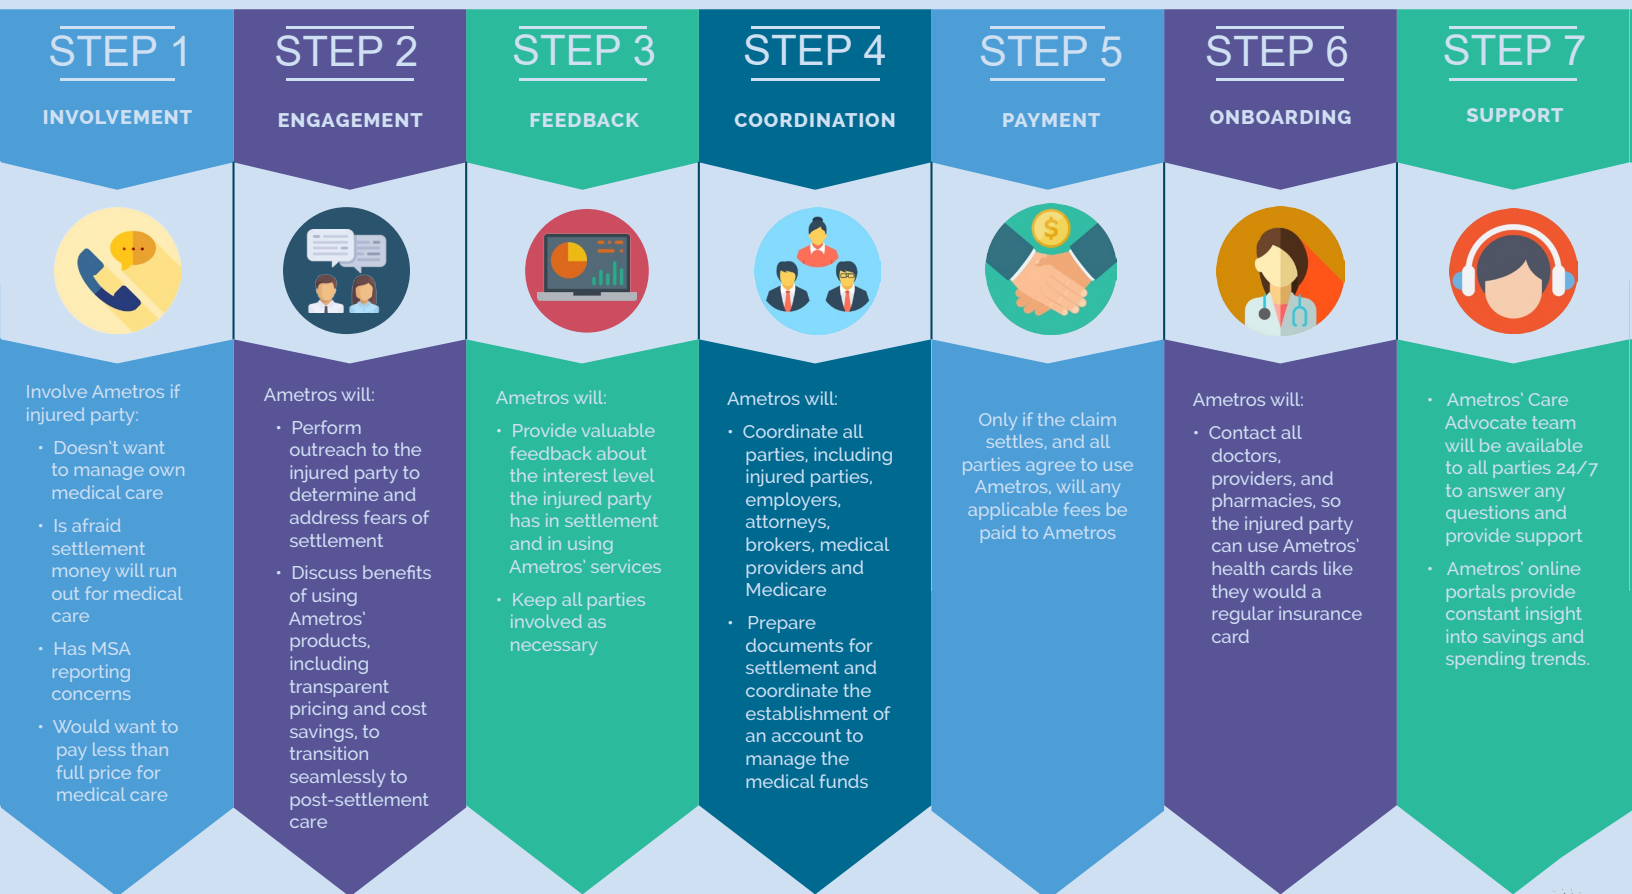 STEP 1
INVOLVEMENT
Involve Ametros if
injured party:
• Doesn't want
to manage own
medical care
• Is afraid
settlement
money will run
out for medical
care
• Has MSA
reporting
concerns
• Would want to
pay less than
full price for
medical care
STEP 2
ENGAGEMENT
Ametros will:
• Perform
outreach to the
injured party to
determine and
address fears of
settlement
• Discuss benefits
of using
Ametros'
products,
including
transparent
pricing and cost
savings, to
transition
seamlessly to
post-settlement
care
STEP 3
FEEDBACK
Ametros will:
• Provide valuable
feedback about
the interest level
the injured party
has in settlement
and in using
Ametros' services
• Keep all parties
involved as
necessary
STEP 4
COORDINATION
Ametros will:
• Coordinate all
parties, including
injured parties,
employers,
attorneys,
brokers, medical
providers and
Medicare
• Prepare
documents for
settlement and
coordinate the
establishment of
an account to
manage the
medical funds
STEP 5
PAYMENT
$
Only if the claim
settles, and all
parties agree to use
Ametros, will any
applicable fees be
paid to Ametros
STEP 6
ONBOARDING
Ametros will:
• Contact all
doctors,
providers, and
pharmacies, so
the injured party
can use Ametros'
health cards like
they would a
regular insurance
card
STEP 7
SUPPORT
• Ametros' Care
Advocate team
will be available
to all parties 24/7
to answer any
questions and
provide support
• Ametros' online
portals provide
constant insight
into savings and
spending trends.